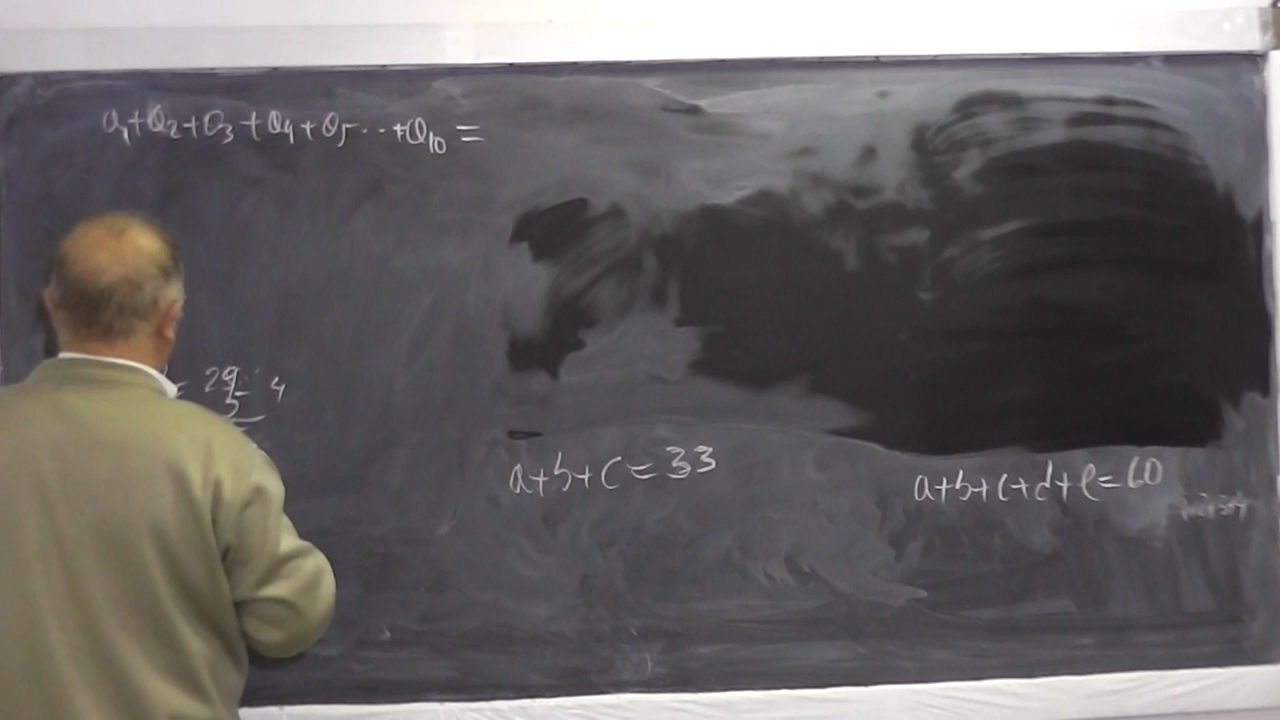 a₁+a₂+a₃+a₄+a₅..+a₁₀=
= 29 4
5
a+b+c=33
a+b+c+d+e=60